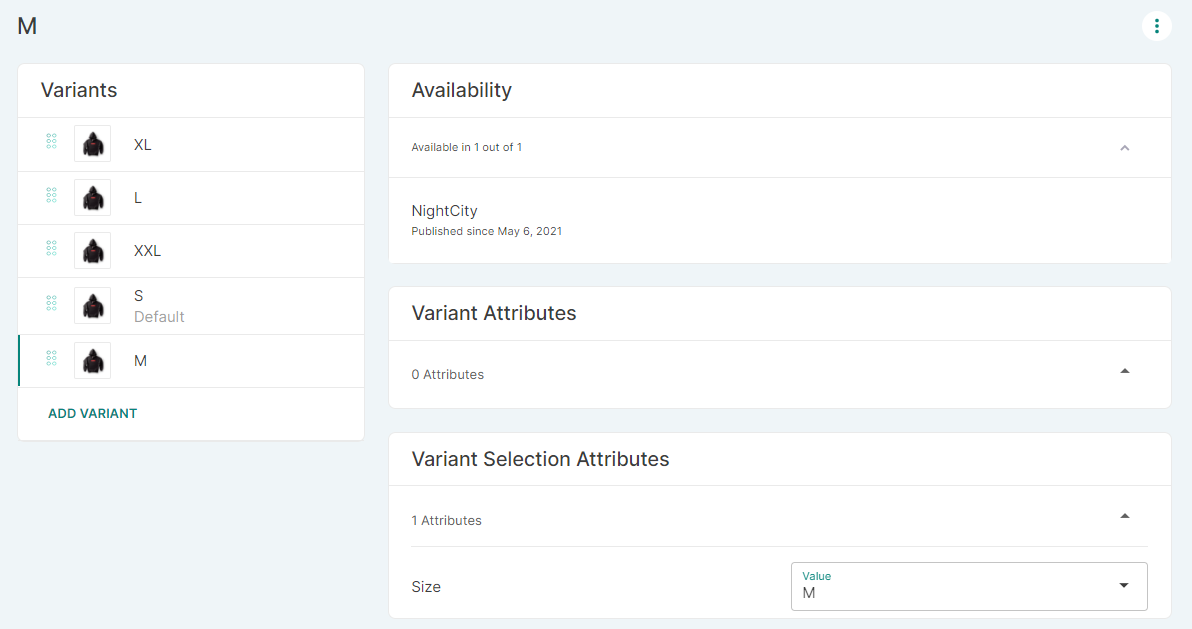 M
Variants
XL
L
XXL
S
Default
M
ADD VARIANT
Availability
Available in 1 out of 1
NightCity
Published since May 6, 2021
Variant Attributes
0 Attributes
Variant Selection Attributes
1 Attributes
Size
Value
M